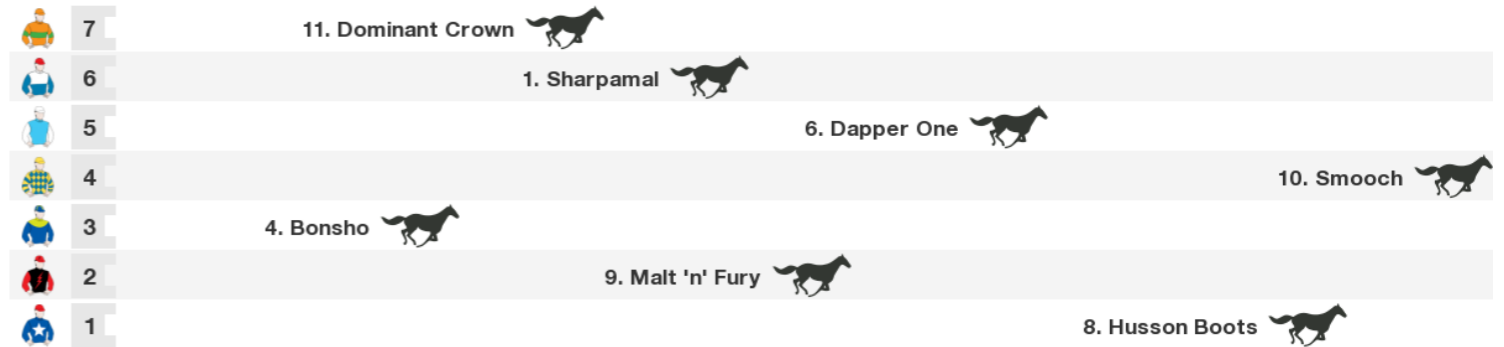 7 11. Dominant Crown
6 1. Sharpamal
5 6. Dapper One
4 10. Smooch
3 4. Bonsho
2 9. Malt 'n' Fury
1 8. Husson Boots